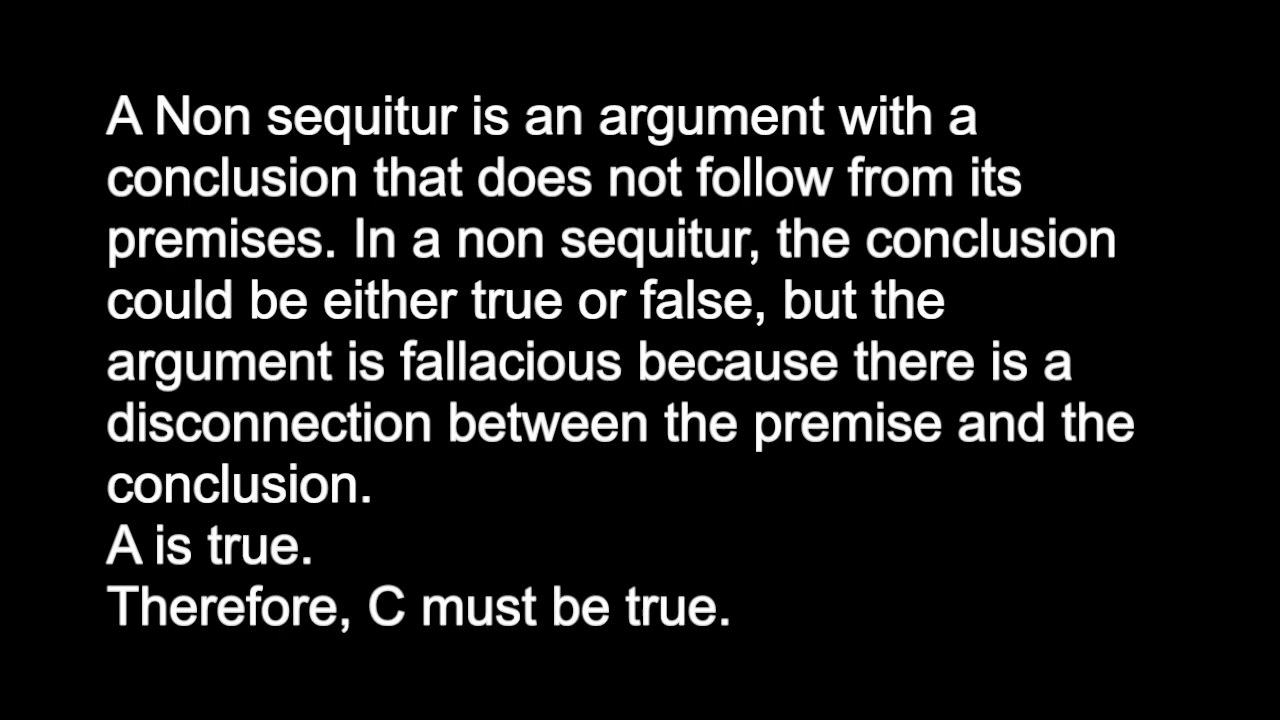 A Non sequitur is an argument with a
conclusion that does not follow from its
premises. In a non sequitur, the conclusion
could be either true or false, but the
argument is fallacious because there is a
disconnection between the premise and the
conclusion.
A is true.
Therefore, C must be true.